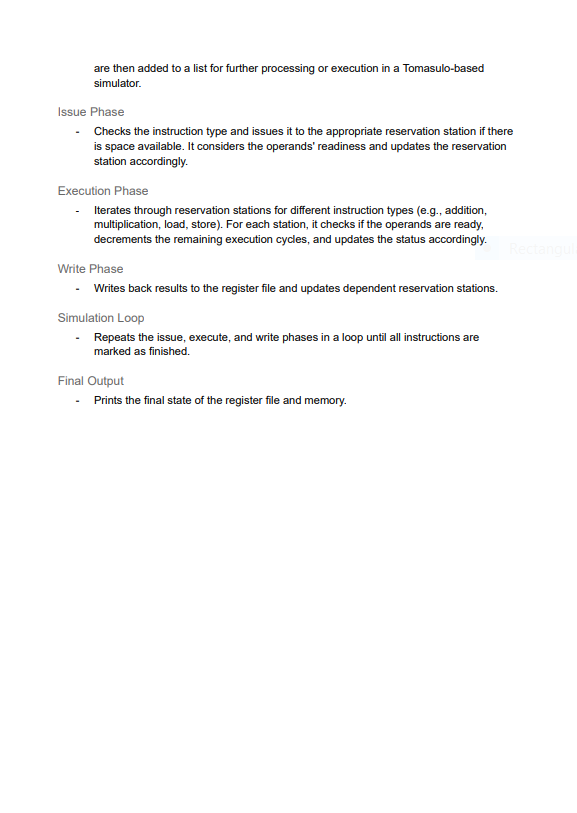 are then added to a list for further processing or execution in a Tomasulo-based
simulator.
Issue Phase
- Checks the instruction type and issues it to the appropriate reservation station if there
is space available. It considers the operands' readiness and updates the reservation
station accordingly.
Execution Phase
- Iterates through reservation stations for different instruction types (e.g., addition,
multiplication, load, store). For each station, it checks if the operands are ready,
decrements the remaining execution cycles, and updates the status accordingly.
Write Phase
- Writes back results to the register file and updates dependent reservation stations.
Simulation Loop
- Repeats the issue, execute, and write phases in a loop until all instructions are
marked as finished.
Final Output
- Prints the final state of the register file and memory.